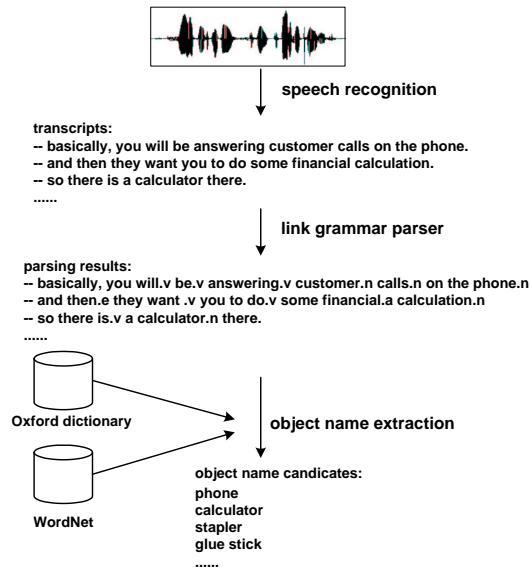 speech recognition
transcripts:
-- basically, you will be answering customer calls on the phone.
-- and then they want you to do some financial calculation.
-- so there is a calculator there.
......
link grammar parser
parsing results:
-- basically, you will.v be.v answering.v customer.n calls.n on the phone.n
-- and then.e they want .v you to do.v some financial.a calculation.n
-- so there is.v a calculator.n there.
......
Oxford dictionary
object name extraction
WordNet
object name candicates:
phone
calculator
stapler
glue stick
......